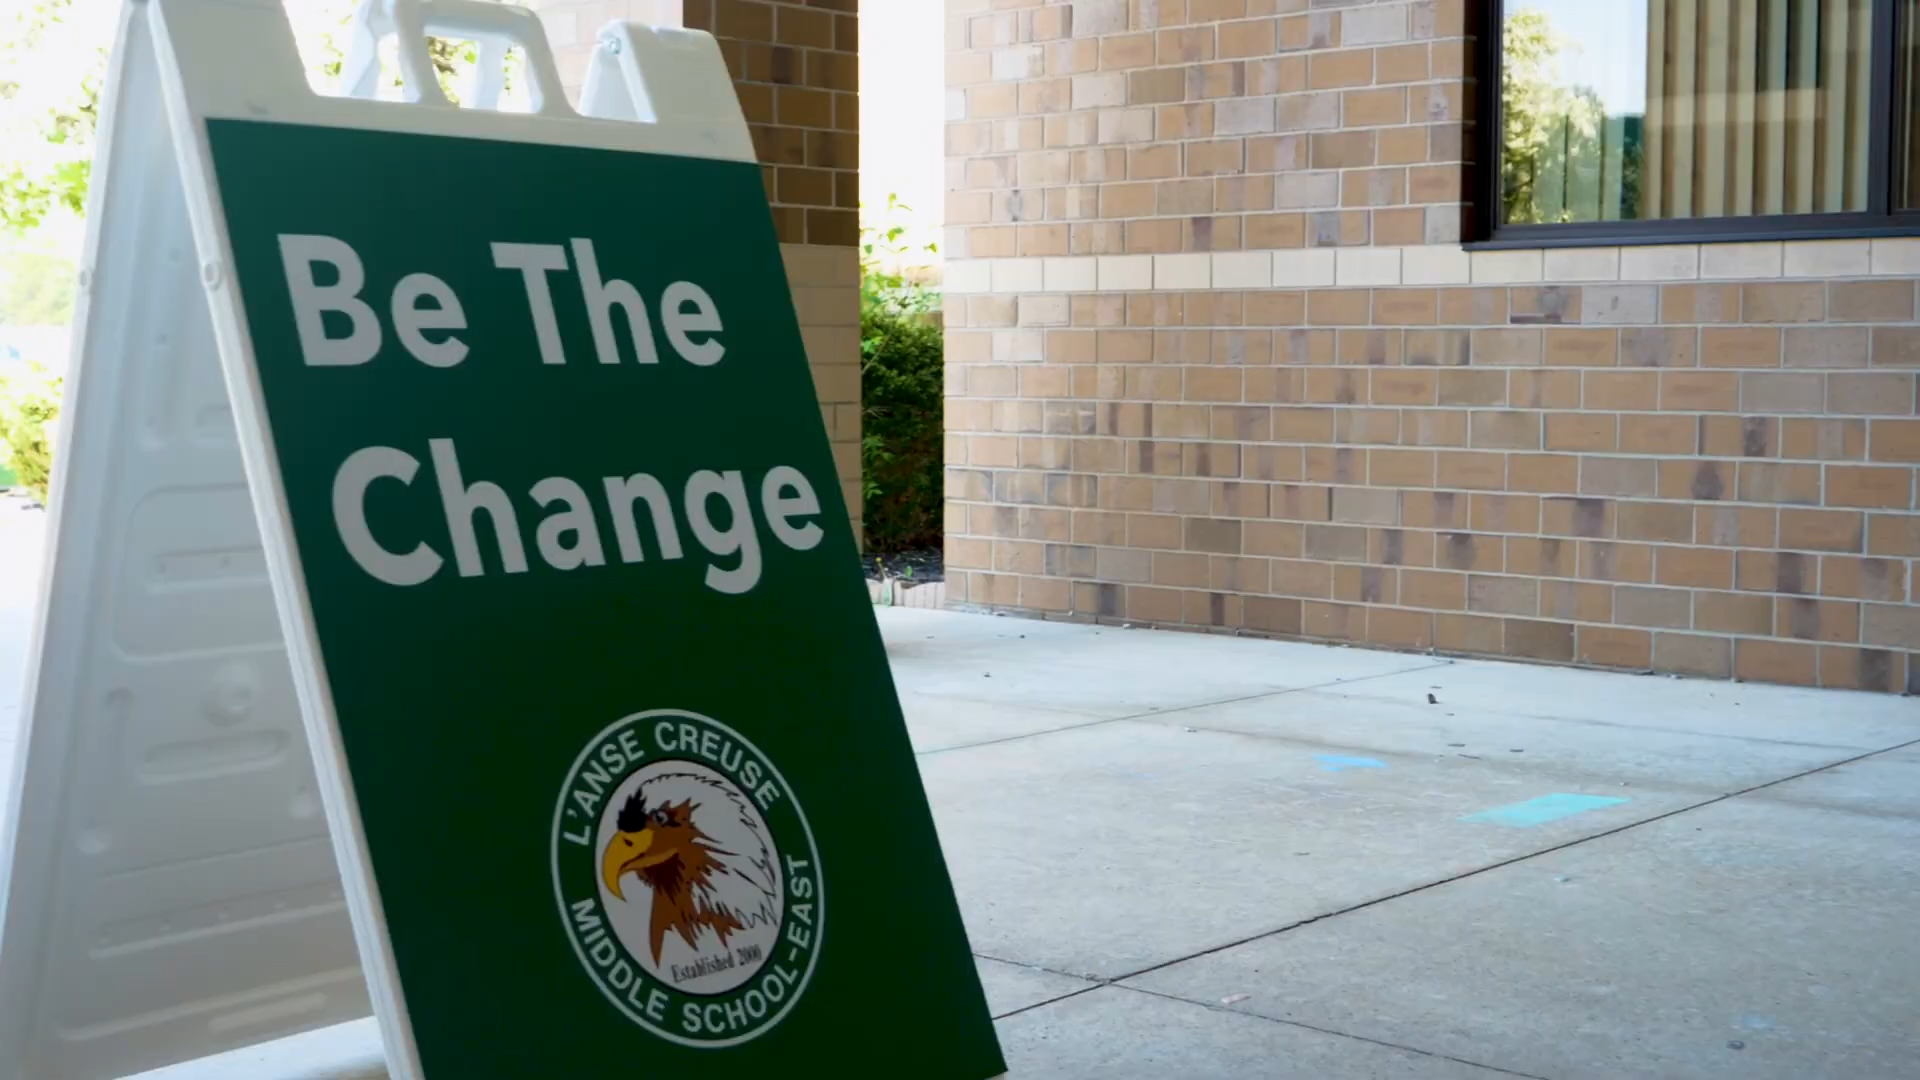 Be The
Change
L'ANSE CREUSE
Established 2000
MIDDLE SCHOOL-EAST